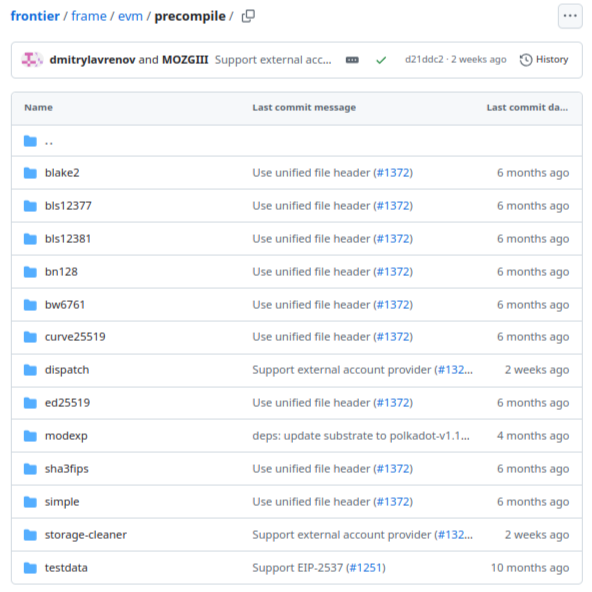 frontier / frame / evm / precompile /
dmitrylavrenov and MOZGIII Support external acc... d21ddc2 · 2 weeks ago History
Name Last commit message Last commit da...
..
blake2 Use unified file header (#1372) 6 months ago
bls12377 Use unified file header (#1372) 6 months ago
bls12381 Use unified file header (#1372) 6 months ago
bn128 Use unified file header (#1372) 6 months ago
bw6761 Use unified file header (#1372) 6 months ago
curve25519 Use unified file header (#1372) 6 months ago
dispatch Support external account provider (#132... 2 weeks ago
ed25519 Use unified file header (#1372) 6 months ago
modexp deps: update substrate to polkadot-v1.1... 4 months ago
sha3fips Use unified file header (#1372) 6 months ago
simple Use unified file header (#1372) 6 months ago
storage-cleaner Support external account provider (#132... 2 weeks ago
testdata Support EIP-2537 (#1251) 10 months ago